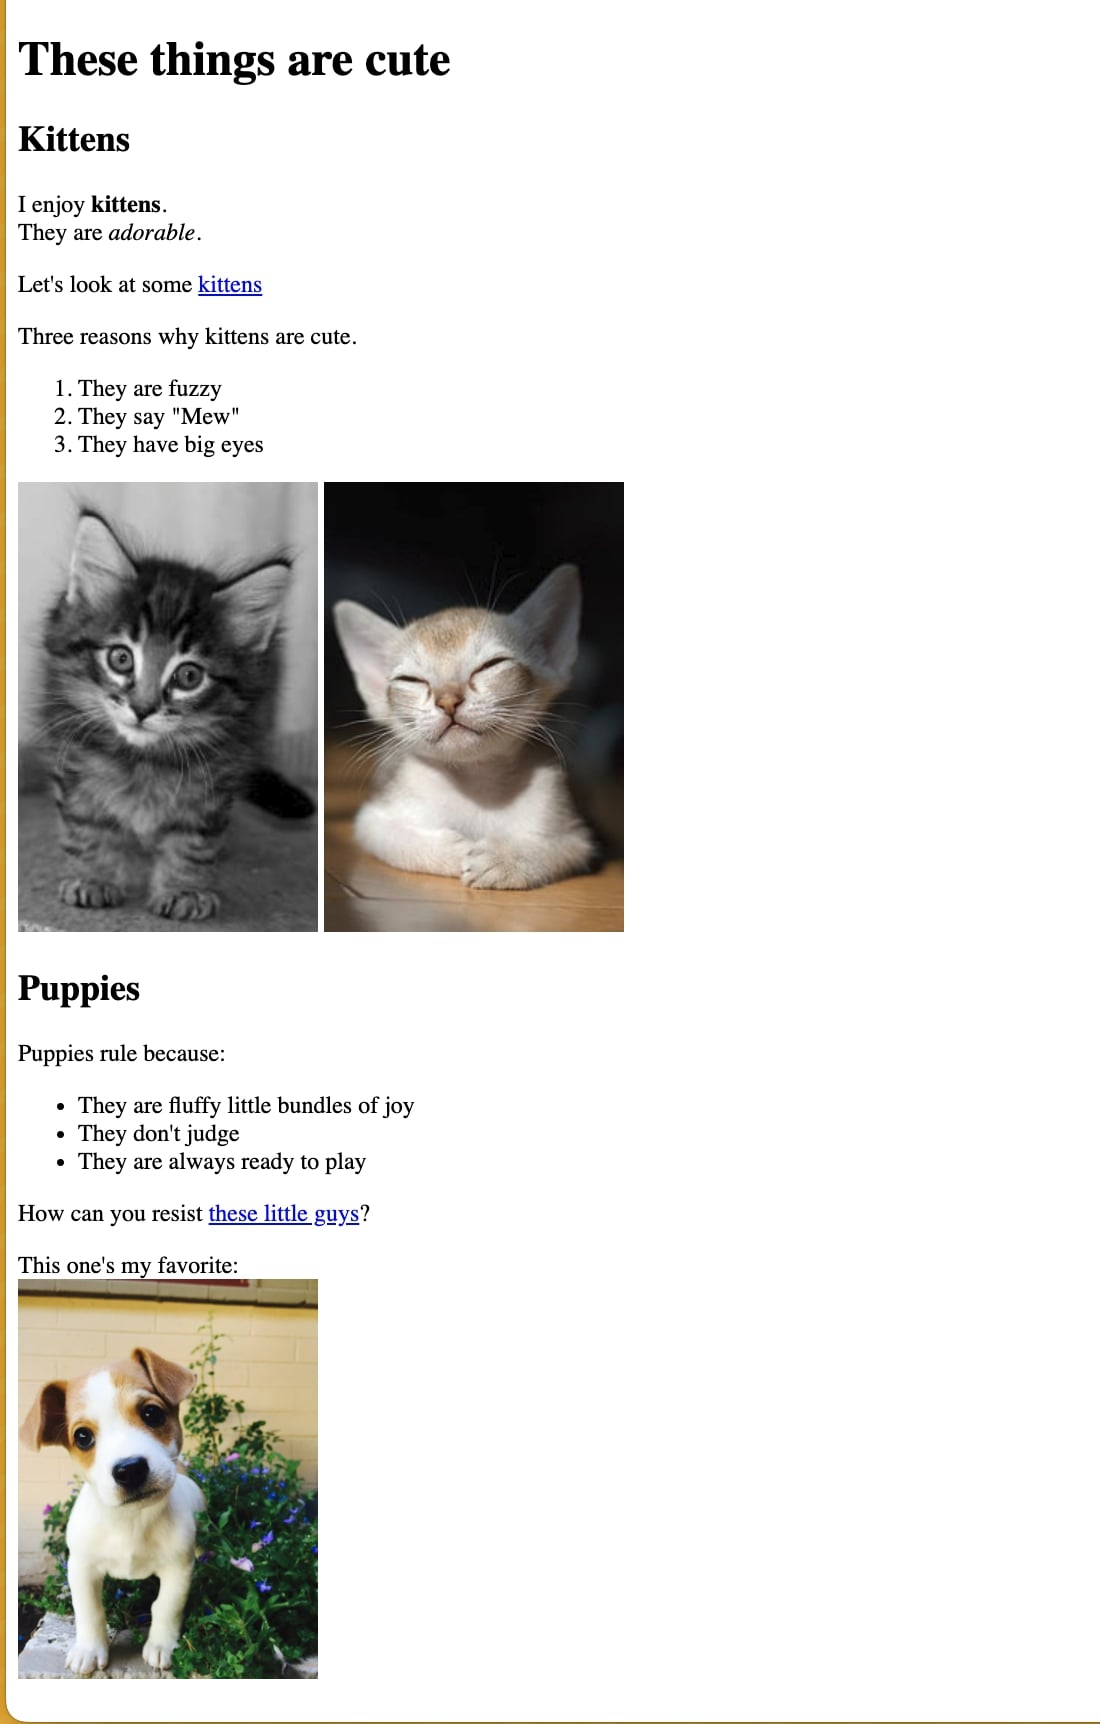 These things are cute
Kittens
I enjoy kittens.
They are adorable.
Let's look at some kittens
Three reasons why kittens are cute.
1. They are fuzzy
2. They say "Mew"
3. They have big eyes
Puppies
Puppies rule because:
• They are fluffy little bundles of joy
• They don't judge
• They are always ready to play
How can you resist these little guys?
This one's my favorite: